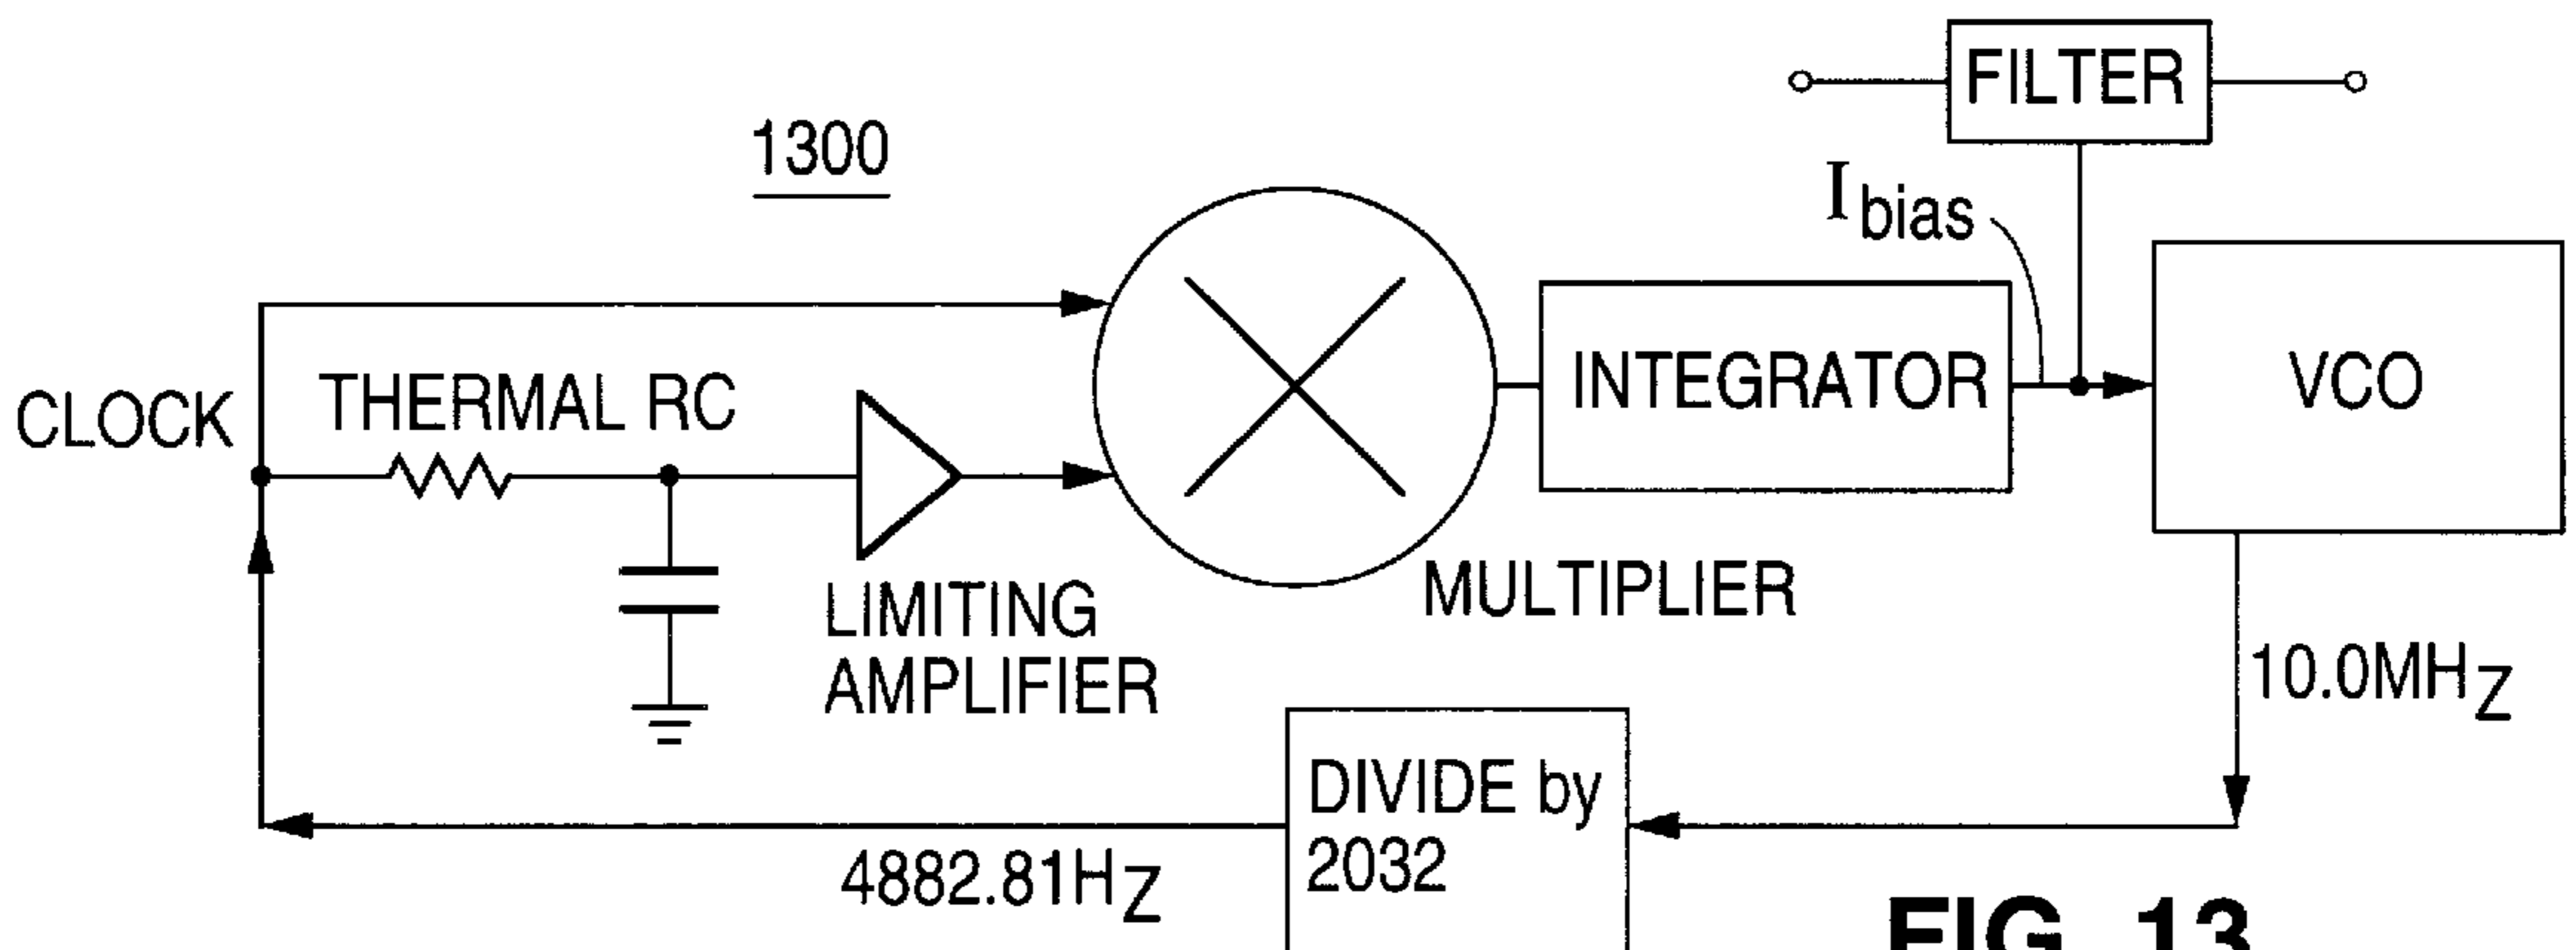 FILTER
1300
I bias
CLOCK
THERMAL RC
INTEGRATOR
VCO
LIMITING
AMPLIFIER
MULTIPLIER
10.0MHZ
DIVIDE by
2032
4882.81HZ
FIG. 13